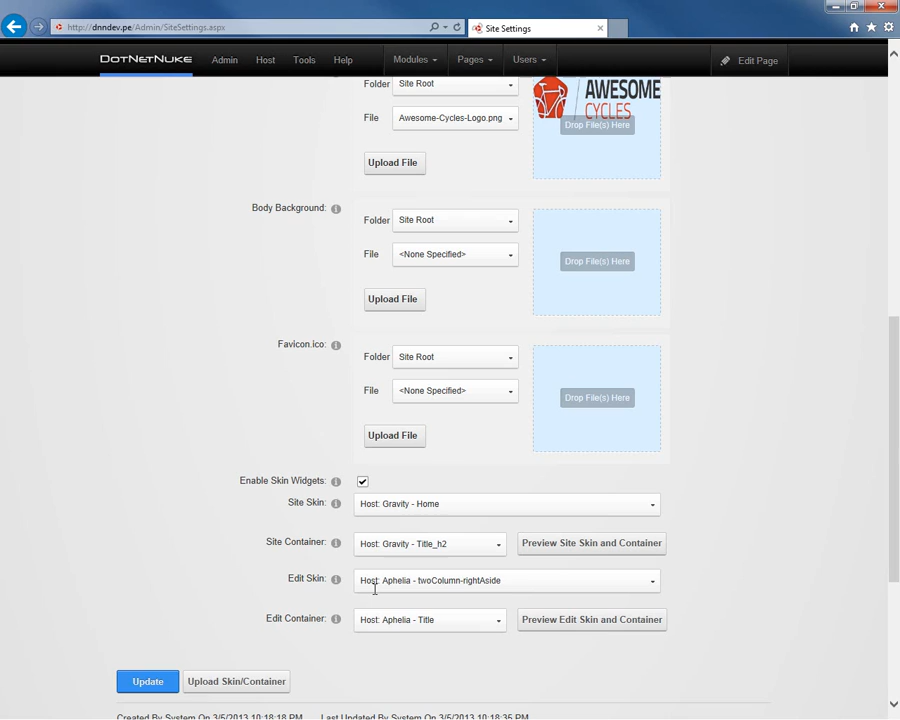 http://dnndev.pe/Admin/SiteSettings.aspx
Site Settings
DOTNETNUKE Admin Host Tools Help Modules Pages Users Edit Page
Folder Site Root
AWESOME
CYCLES
File Awesome-Cycles-Logo.png
Drop File(s) Here
Upload File
Body Background:
Folder Site Root
File <None Specified>
Drop File(s) Here
Upload File
Favicon.ico:
Folder Site Root
File <None Specified>
Drop File(s) Here
Upload File
Enable Skin Widgets:
Site Skin: Host: Gravity - Home
Site Container: Host: Gravity - Title_h2 Preview Site Skin and Container
Edit Skin: Host: Aphelia - twoColumn-rightAside
Edit Container: Host: Aphelia - Title Preview Edit Skin and Container
Update Upload Skin/Container
Created By System On 3/5/2013 10:18:18 PM Last Updated By System On 3/5/2013 10:18:35 PM